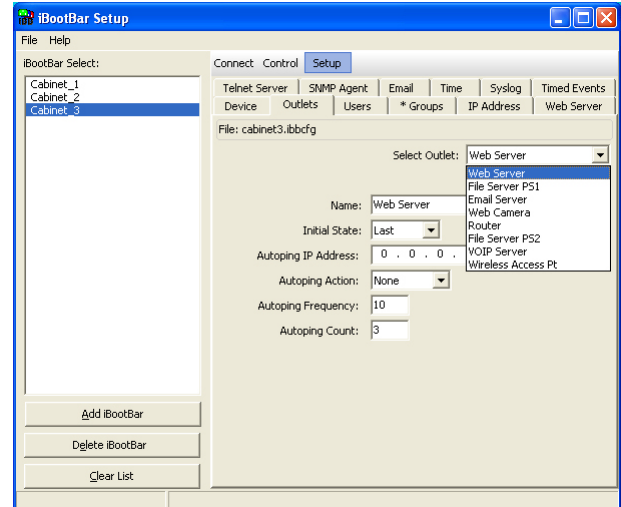 iBootBar Setup
File Help
iBootBar Select:
Cabinet_1
Cabinet_2
Cabinet_3
Add iBootBar
Delete iBootBar
Clear List
Connect Control Setup
Telnet Server SNMP Agent Email Time Syslog Timed Events
Device Outlets Users * Groups IP Address Web Server
File: cabinet3.ibbcfg
Select Outlet: Web Server
Web Server
File Server PS1
Email Server
Web Camera
Router
File Server PS2
VOIP Server
Wireless Access Pt
Name: Web Server
Initial State: Last
Autoping IP Address: 0 . 0 . 0 .
Autoping Action: None
Autoping Frequency: 10
Autoping Count: 3